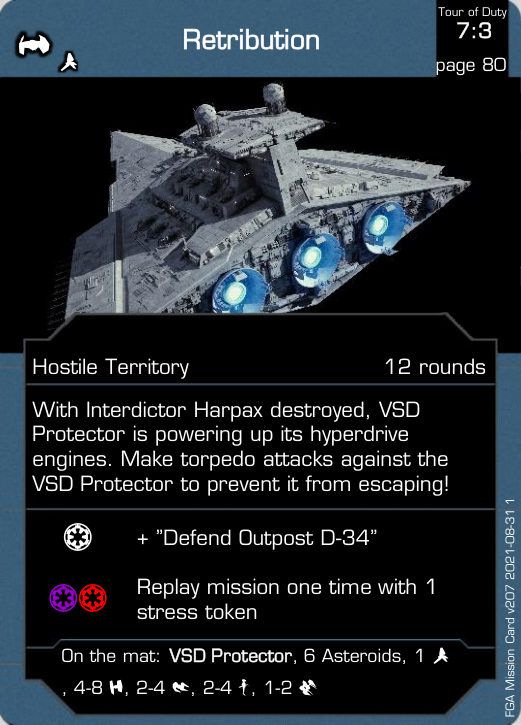 Retribution
Tour of Duty
7:3
page 80
Hostile Territory
12 rounds
With Interdictor Harpax destroyed, VSD
Protector is powering up its hyperdrive
engines. Make torpedo attacks against the
VSD Protector to prevent it from escaping!
+ "Defend Outpost D-34"
Replay mission one time with 1
stress token
On the mat: VSD Protector, 6 Asteroids, 1
, 4-8 , 2-4 , 2-4 , 1-2
FGA Mission Card v207 2021-08-31 1